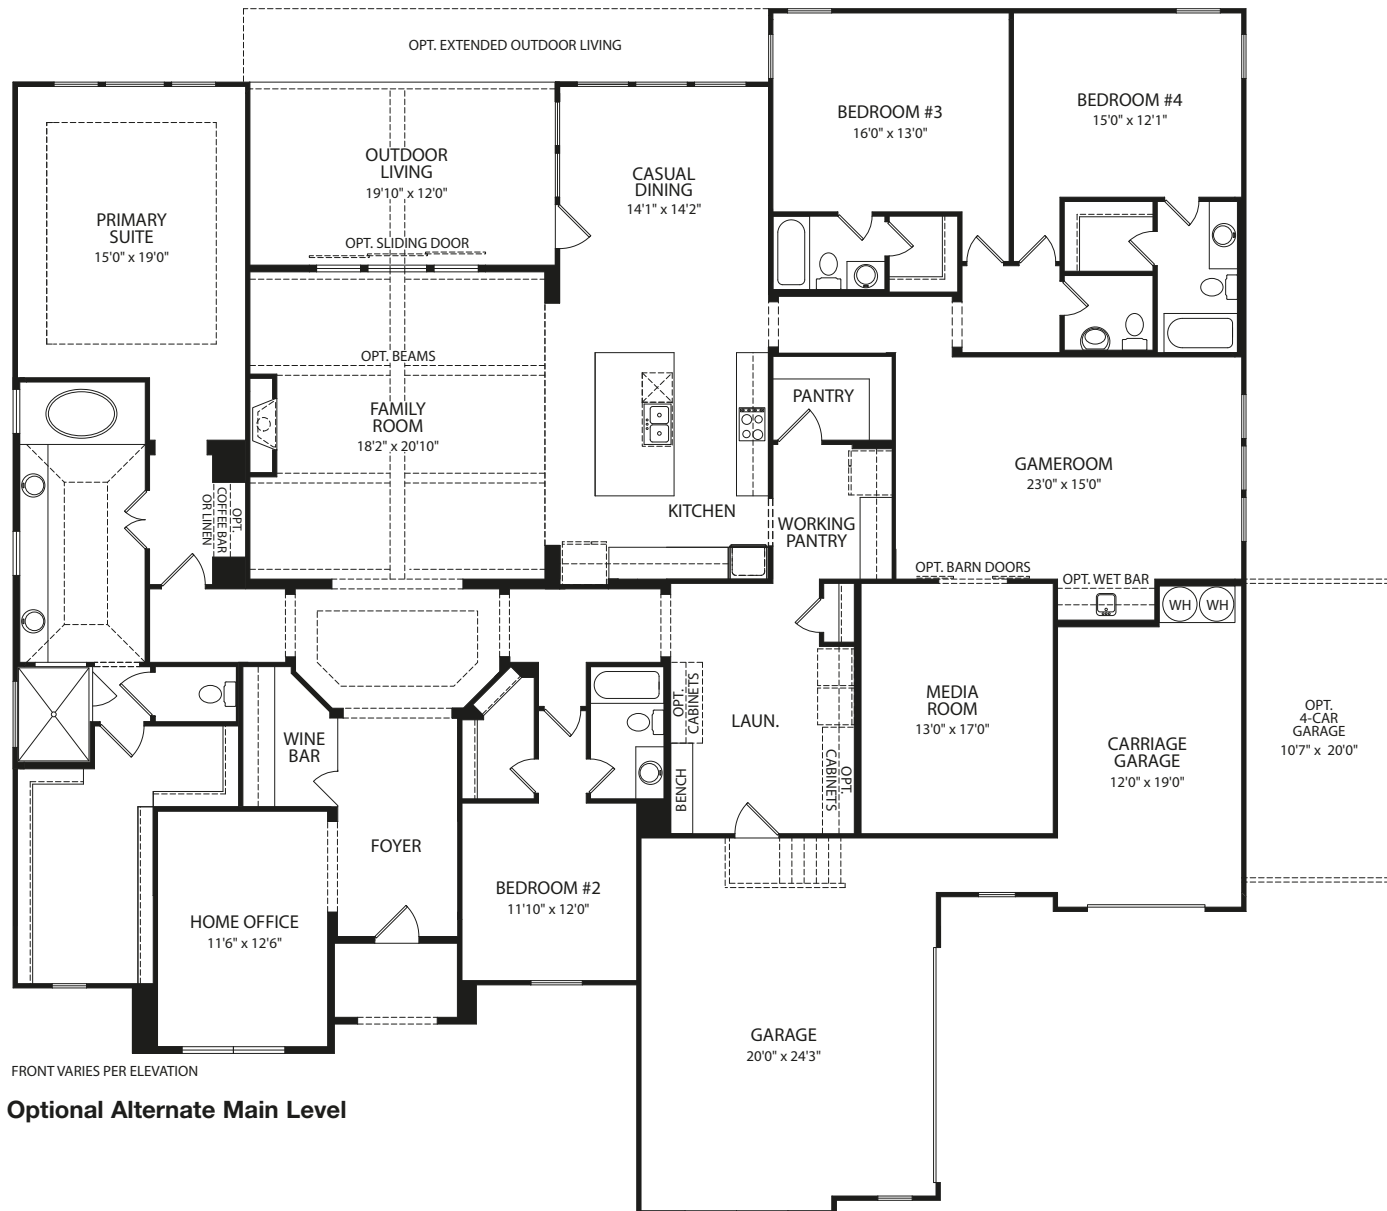 OPT. EXTENDED OUTDOOR LIVING
BEDROOM #3
16'0" x 13'0"
BEDROOM #4
15'0" x 12'1"
OUTDOOR
LIVING
19'10" x 12'0"
OPT. SLIDING DOOR
CASUAL
DINING
14'1" x 14'2"
PRIMARY
SUITE
15'0" x 19'0"
OPT. BEAMS
FAMILY
ROOM
18'2" x 20'10"
PANTRY
GAMEROOM
23'0" x 15'0"
KITCHEN
WORKING
PANTRY
OPT.
COFFEE BAR
OR LINEN
OPT. BARN DOORS
OPT. WET BAR
WH
WH
OPT.
CABINETS
LAUN.
MEDIA
ROOM
13'0" x 17'0"
OPT.
4-CAR
GARAGE
10'7" x 20'0"
WINE
BAR
CARRIAGE
GARAGE
12'0" x 19'0"
BENCH
OPT.
CABINETS
FOYER
BEDROOM #2
11'10" x 12'0"
HOME OFFICE
11'6" x 12'6"
GARAGE
20'0" x 24'3"
FRONT VARIES PER ELEVATION
Optional Alternate Main Level